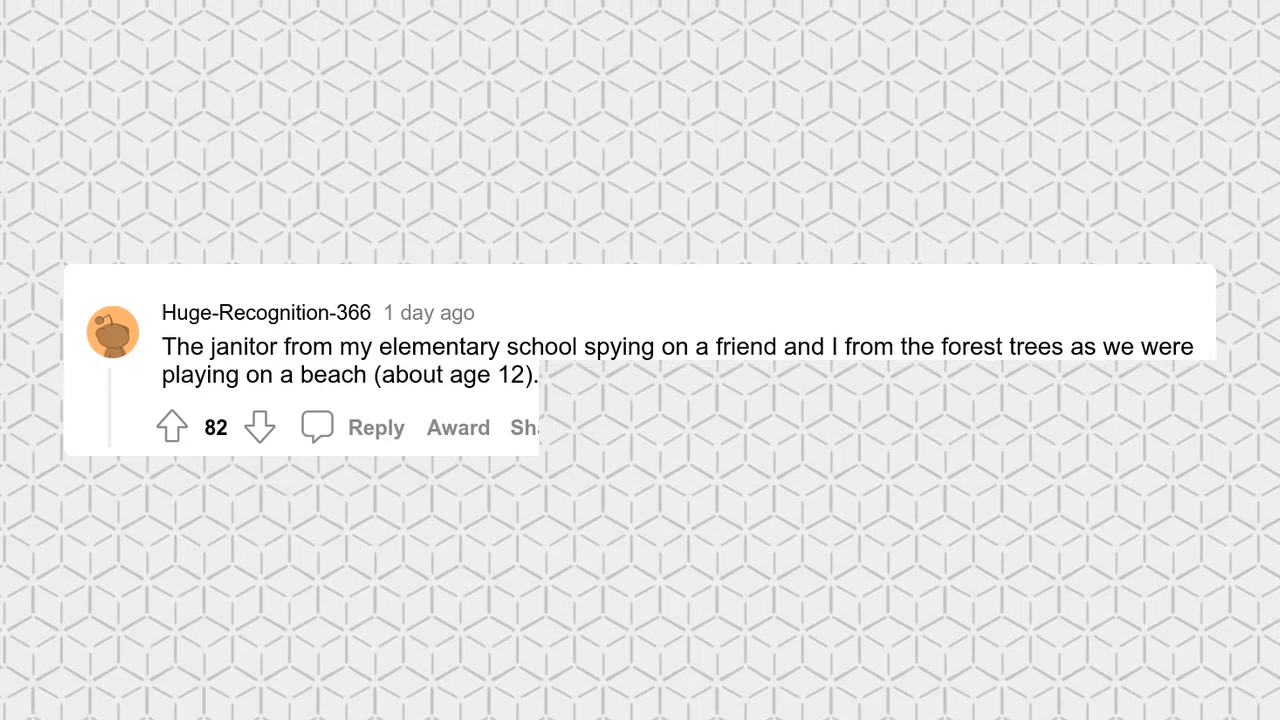 Huge-Recognition-366 1 day ago
The janitor from my elementary school spying on a friend and I from the forest trees as we were
playing on a beach (about age 12).
82 Reply Award